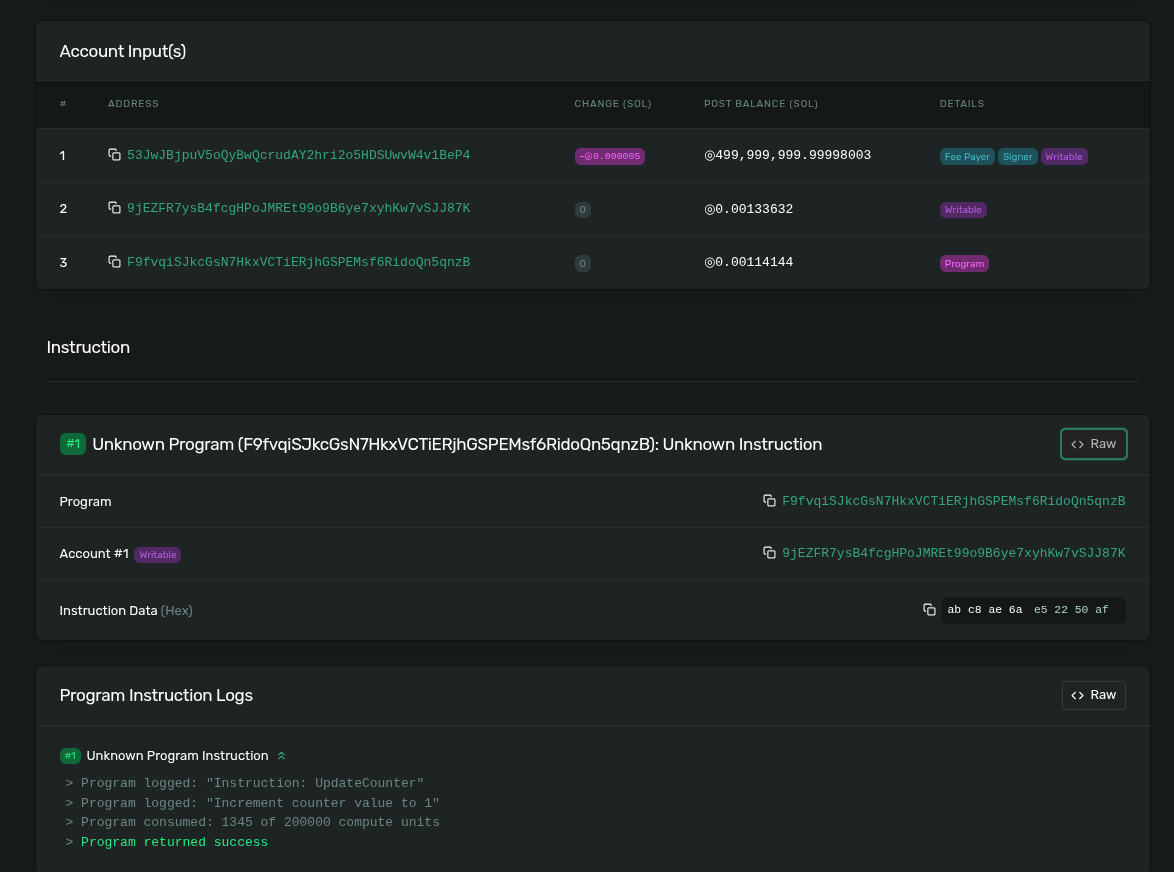 Account Input(s)
# ADDRESS CHANGE (SOL) POST BALANCE (SOL) DETAILS
1 53JwJBjpuV5oQyBwQcrudAY2hri2o5HDSUwvW4v1BeP4 -◎0.000005 ◎499,999,999.99998003 Fee Payer Signer Writable
2 9jEZFR7ysB4fcgHPoJMREt99o9B6ye7xyhKw7vSJJ87K 0 ◎0.00133632 Writable
3 F9fvqiSJkcGsN7HkxVCTiERjhGSPEMsf6RidoQn5qnzB 0 ◎0.00114144 Program
Instruction
#1 Unknown Program (F9fvqiSJkcGsN7HkxVCTiERjhGSPEMsf6RidoQn5qnzB): Unknown Instruction <> Raw
Program F9fvqiSJkcGsN7HkxVCTiERjhGSPEMsf6RidoQn5qnzB
Account #1 Writable 9jEZFR7ysB4fcgHPoJMREt99o9B6ye7xyhKw7vSJJ87K
Instruction Data (Hex) ab c8 ae 6a e5 22 50 af
Program Instruction Logs <> Raw
#1 Unknown Program Instruction
> Program logged: "Instruction: UpdateCounter"
> Program logged: "Increment counter value to 1"
> Program consumed: 1345 of 200000 compute units
> Program returned success